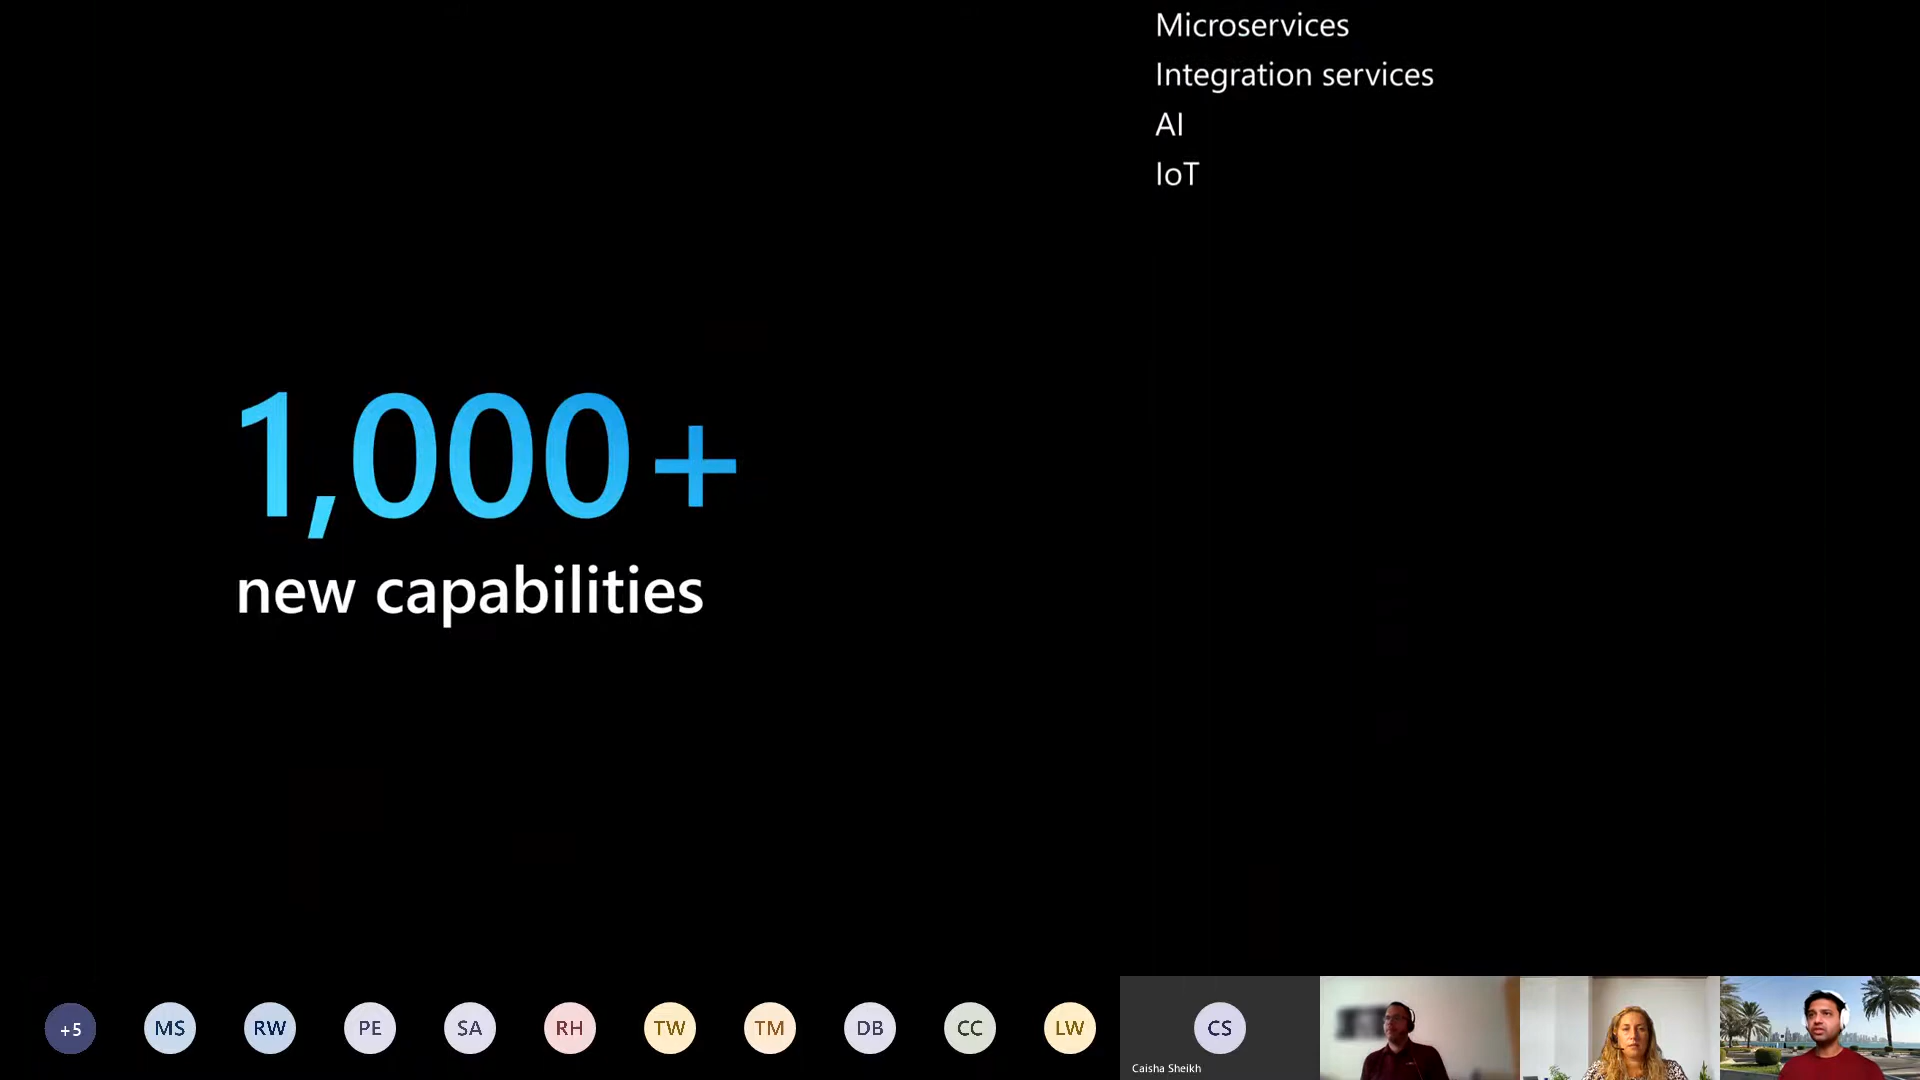 Microservices
Integration services
AI
IoT
1,000+
new capabilities
+5
MS
RW
PE
SA
RH
TW
TM
DB
CC
LW
CS
Caisha Sheikh